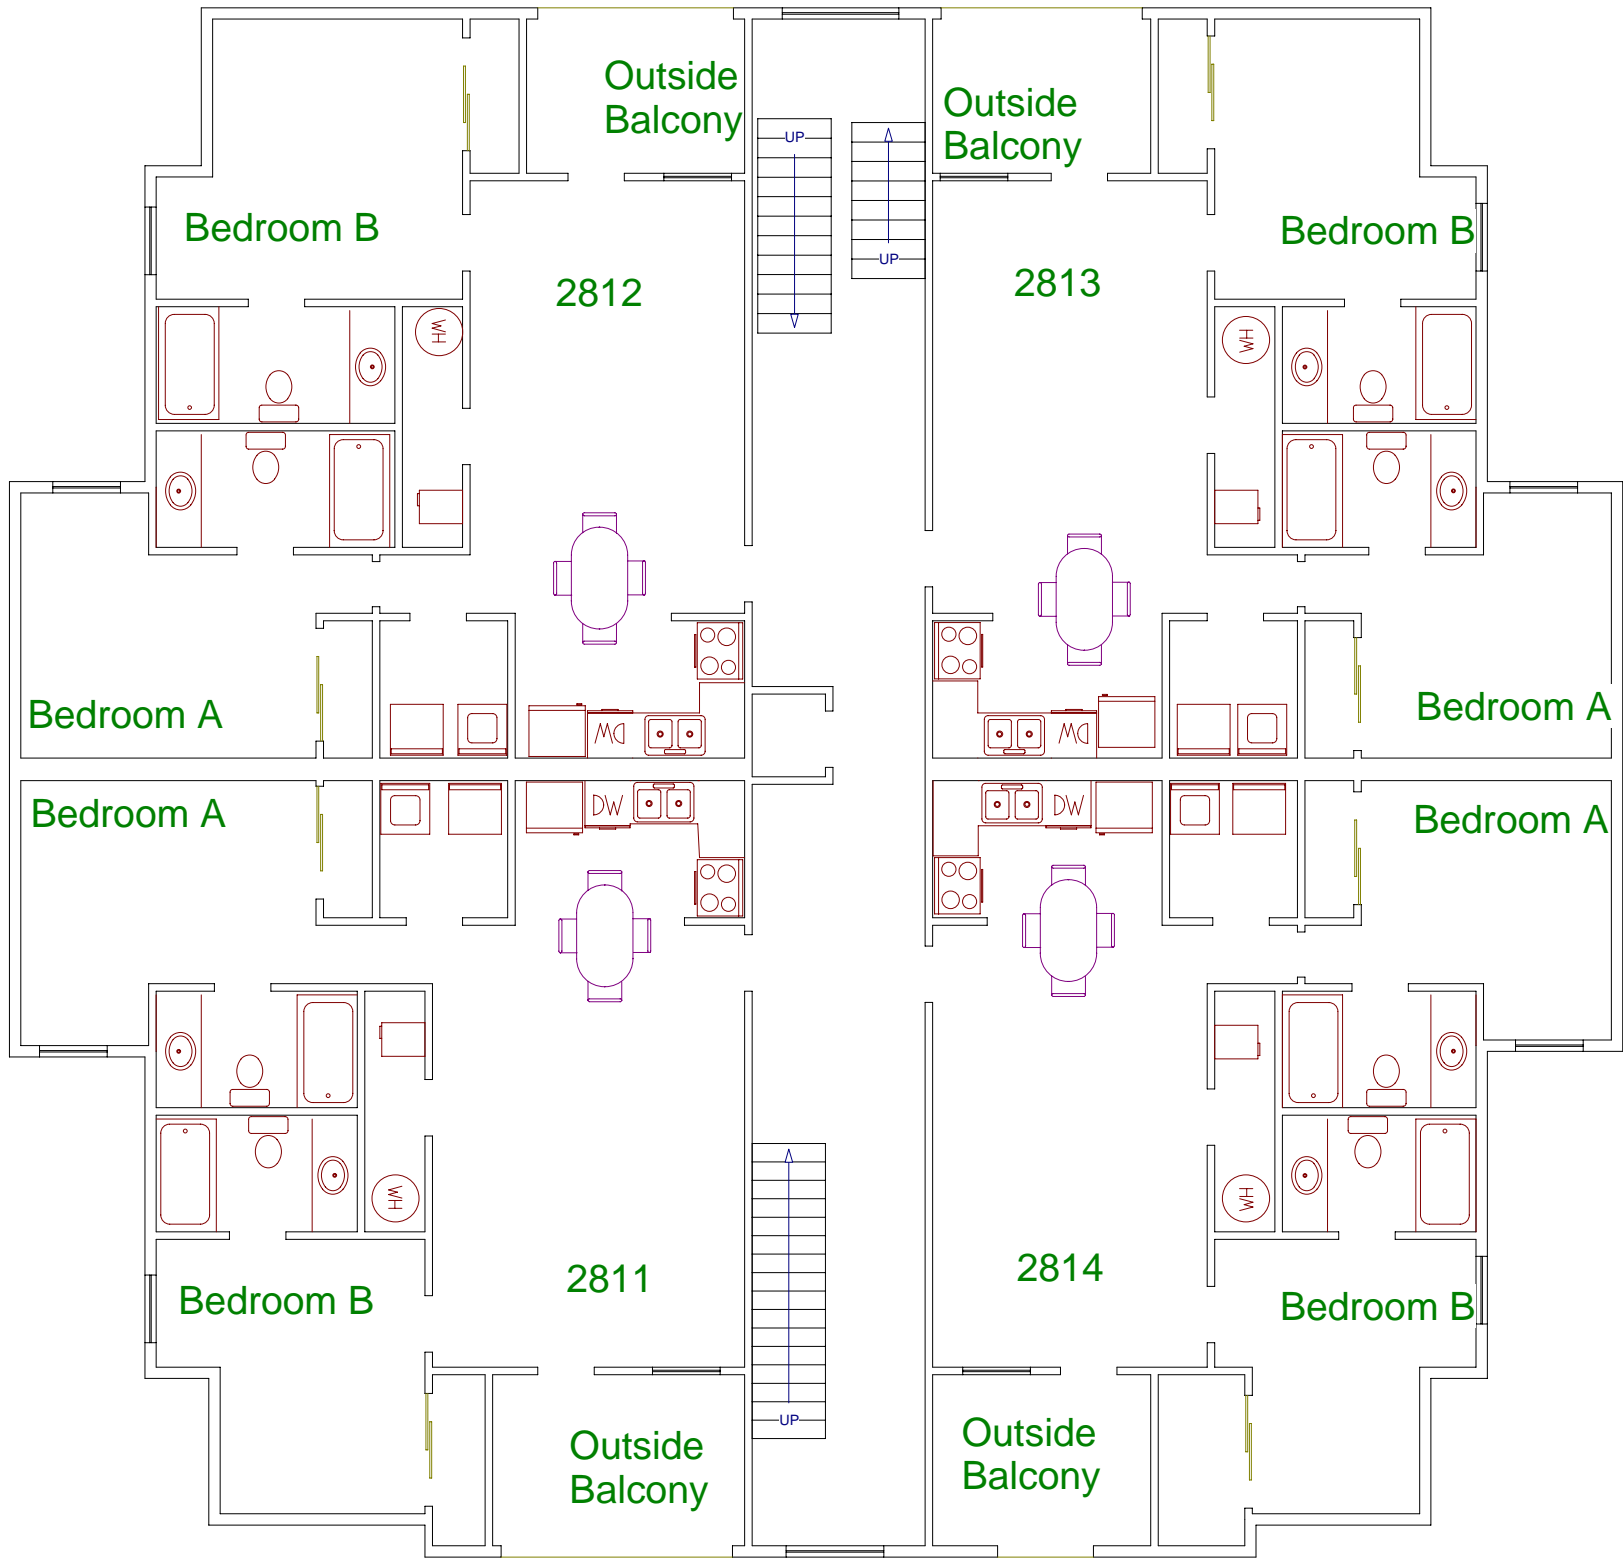 Outside
Balcony
Outside
Balcony
UP
UP
Bedroom B
Bedroom B
2812
2813
WH
WH
Bedroom A
Bedroom A
DW
DW
Bedroom A
Bedroom A
DW
DW
WH
WH
2811
2814
Bedroom B
Bedroom B
UP
Outside
Balcony
Outside
Balcony